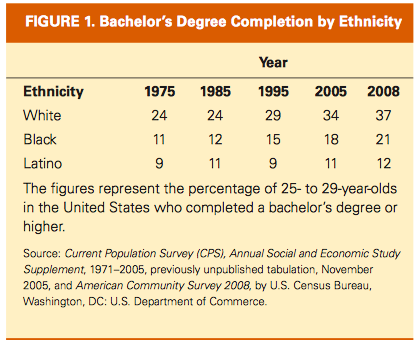 FIGURE 1. Bachelor's Degree Completion by Ethnicity
Year
Ethnicity 1975 1985 1995 2005 2008
White 24 24 29 34 37
Black 11 12 15 18 21
Latino 9 11 9 11 12
The figures represent the percentage of 25- to 29-year-olds
in the United States who completed a bachelor's degree or
higher.
Source: Current Population Survey (CPS), Annual Social and Economic Study
Supplement, 1971–2005, previously unpublished tabulation, November
2005, and American Community Survey 2008, by U.S. Census Bureau,
Washington, DC: U.S. Department of Commerce.